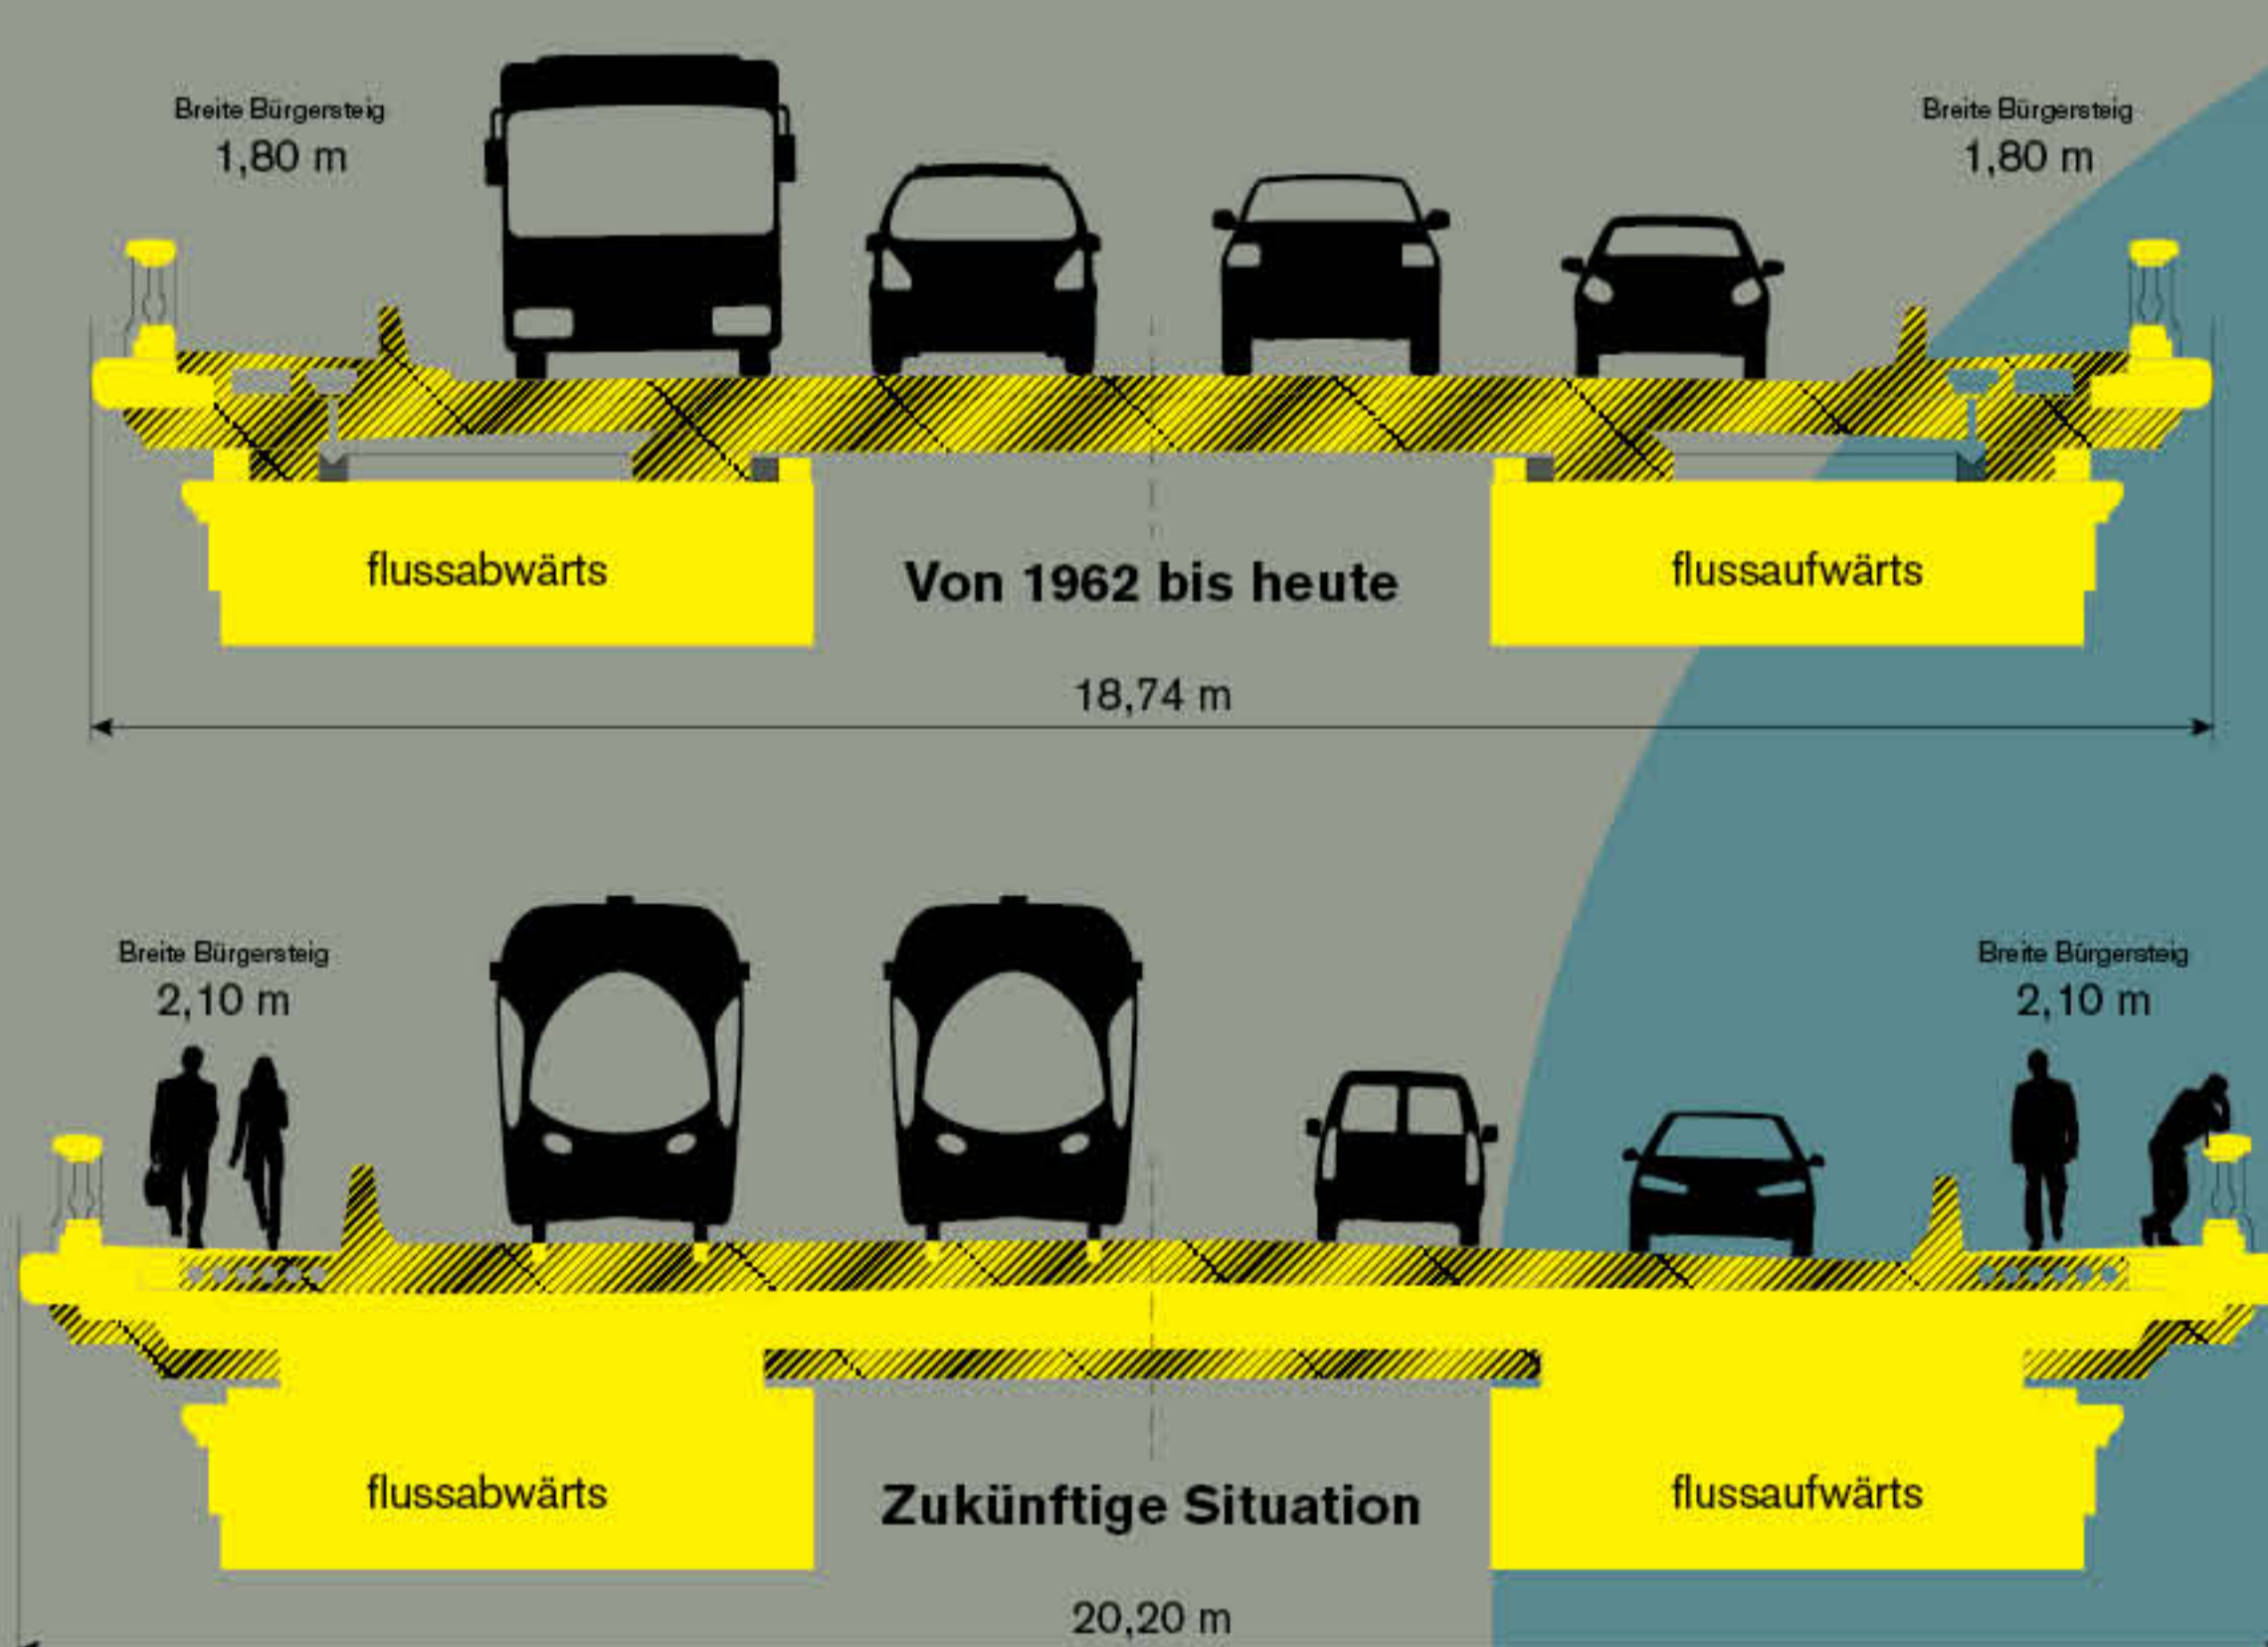 Breite Bürgersteig
1,80 m
Breite Bürgersteig
1,80 m
flussabwärts
Von 1962 bis heute
flussaufwärts
18,74 m
Breite Bürgersteig
2,10 m
Breite Bürgersteig
2,10 m
flussabwärts
Zukünftige Situation
flussaufwärts
20,20 m